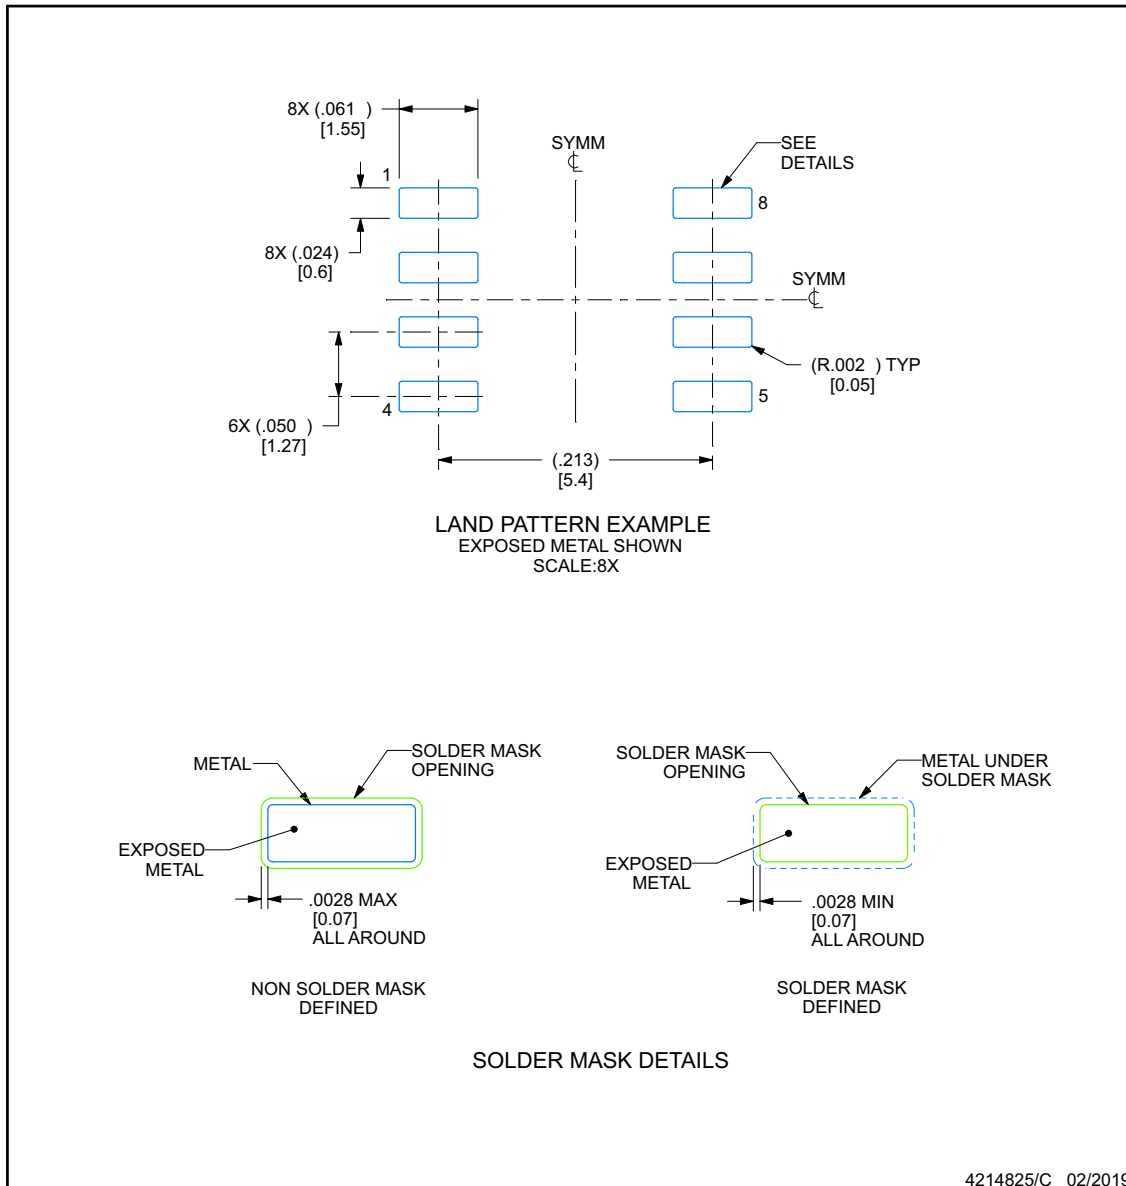 8X (.061 )
[1.55]
SYMM
SEE
DETAILS
1
8
8X (.024)
[0.6]
SYMM
(R.002 ) TYP
[0.05]
4
5
6X (.050 )
[1.27]
(.213)
[5.4]
LAND PATTERN EXAMPLE
EXPOSED METAL SHOWN
SCALE:8X
METAL
SOLDER MASK
OPENING
EXPOSED
METAL
.0028 MAX
[0.07]
ALL AROUND
NON SOLDER MASK
DEFINED
SOLDER MASK
OPENING
METAL UNDER
SOLDER MASK
EXPOSED
METAL
.0028 MIN
[0.07]
ALL AROUND
SOLDER MASK
DEFINED
SOLDER MASK DETAILS
4214825/C 02/2019